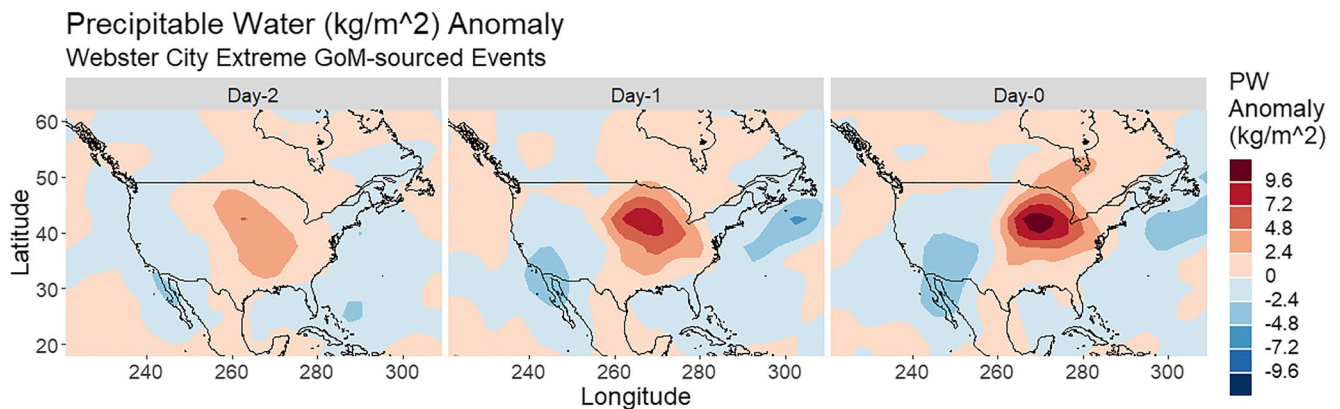 Precipitable Water (kg/m^2) Anomaly
Webster City Extreme GoM-sourced Events
Day-2
Day-1
Day-0
PW
Anomaly
(kg/m^2)
9.6
7.2
4.8
2.4
0
-2.4
-4.8
-7.2
-9.6
Latitude
60
50
40
30
20
240 260 280 300
240 260 280 300
240 260 280 300
Longitude